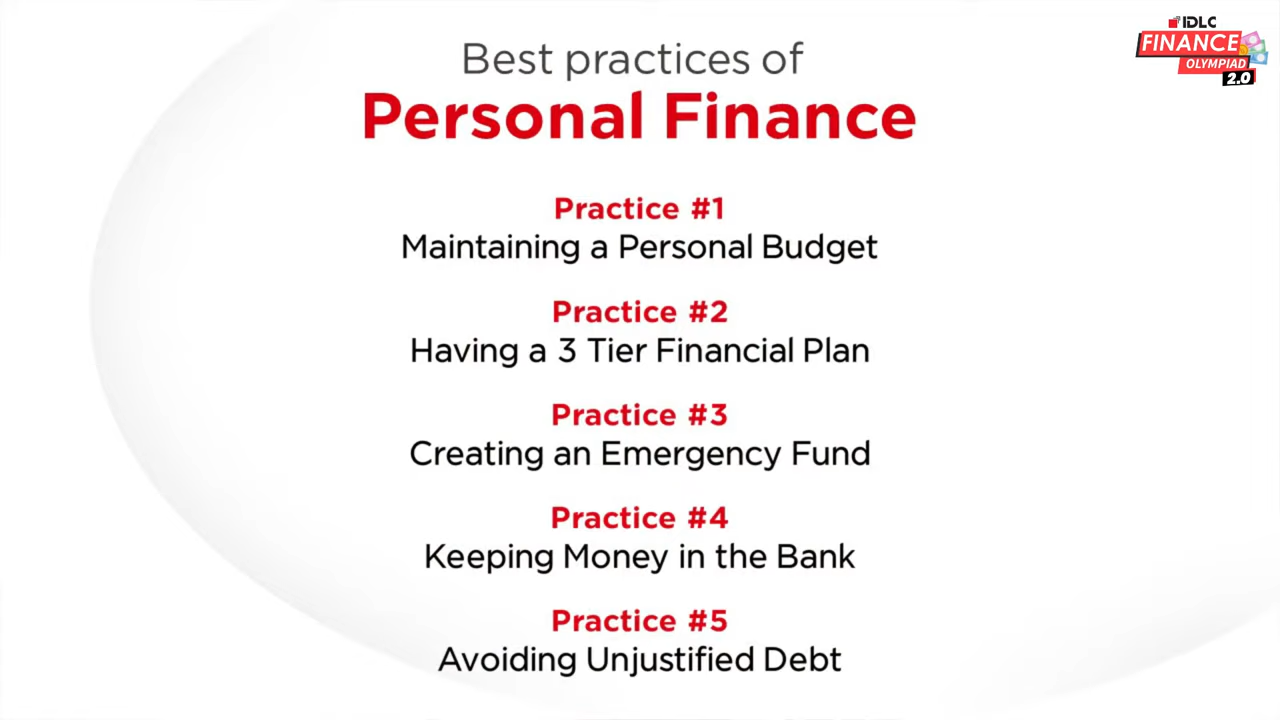 IDLC
FINANCE
OLYMPIAD
2.0
Best practices of
Personal Finance
Practice #1
Maintaining a Personal Budget
Practice #2
Having a 3 Tier Financial Plan
Practice #3
Creating an Emergency Fund
Practice #4
Keeping Money in the Bank
Practice #5
Avoiding Unjustified Debt